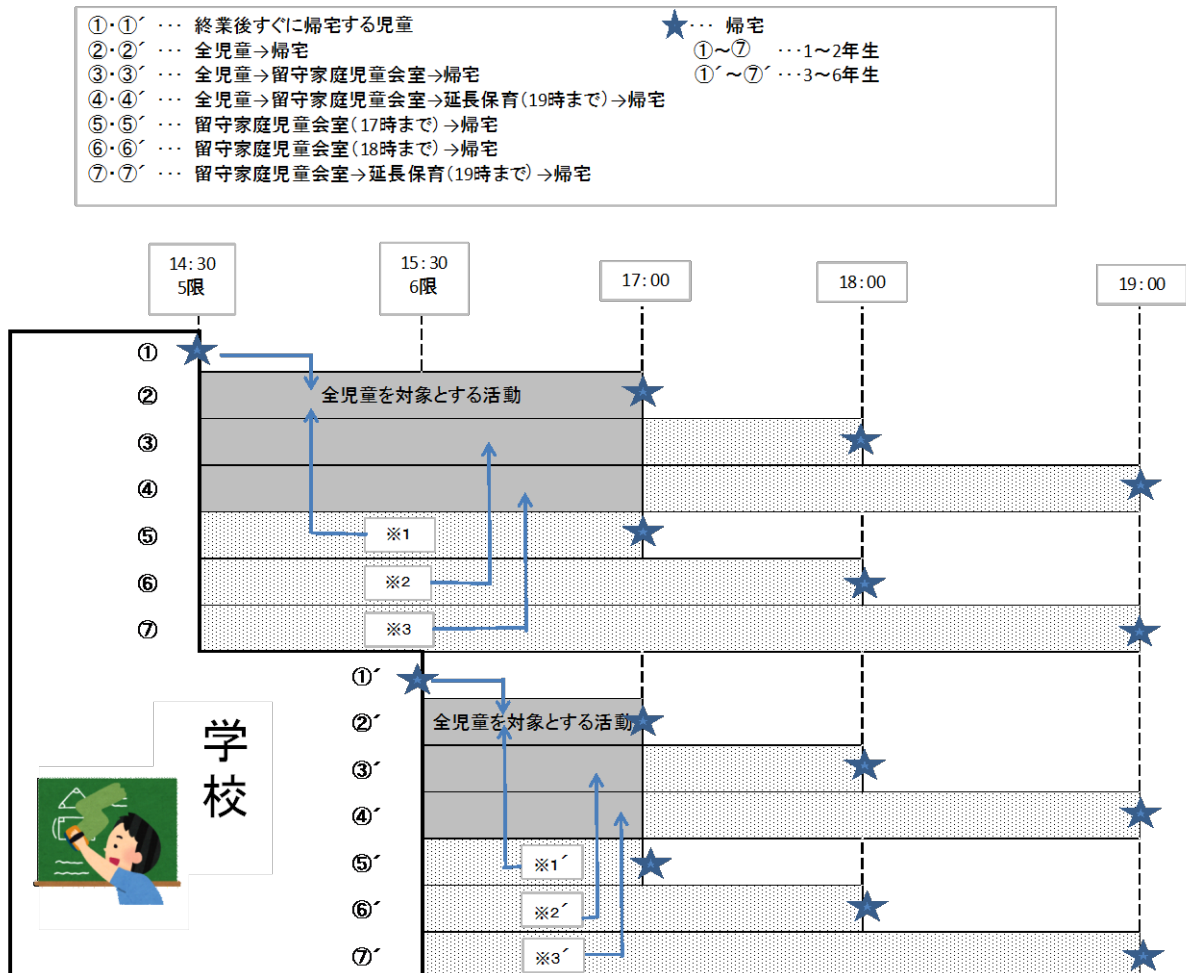 ①･①´ ･･･ 終業後すぐに帰宅する児童
②･②´ ･･･ 全児童→帰宅
③･③´ ･･･ 全児童→留守家庭児童会室→帰宅
④･④´ ･･･ 全児童→留守家庭児童会室→延長保育(19時まで)→帰宅
⑤･⑤´ ･･･ 留守家庭児童会室(17時まで)→帰宅
⑥･⑥´ ･･･ 留守家庭児童会室(18時まで)→帰宅
⑦･⑦´ ･･･ 留守家庭児童会室→延長保育(19時まで)→帰宅
★･･･ 帰宅
①～⑦ ･･･1～2年生
①´～⑦´･･･3～6年生
14:30
5限
15:30
6限
17:00
18:00
19:00
①
②
全児童を対象とする活動
③
④
⑤
※1
⑥
※2
⑦
※3
①´
②´
全児童を対象とする活動
③´
④´
⑤´
※1´
⑥´
※2´
⑦´
※3´
学校